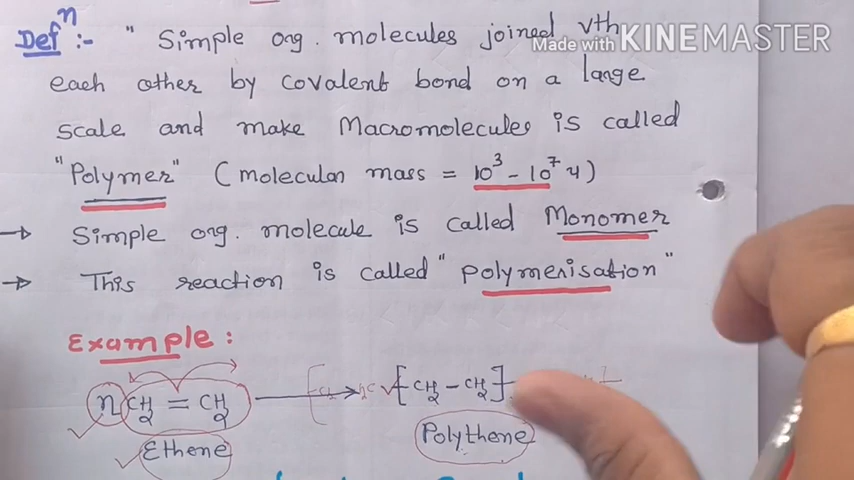 Defⁿ :- " Simple org. molecules joined vth
Made with KINEMASTER
each other by covalent bond on a large
scale and make Macromolecules is called
"Polymer" (molecular mass = 10³ - 10⁷ u)
→ Simple org. molecule is called Monomer
→ This reaction is called "polymerisation"
Example :
n CH₂ = CH₂ → [CH₂ - CH₂]
Ethene Polythene